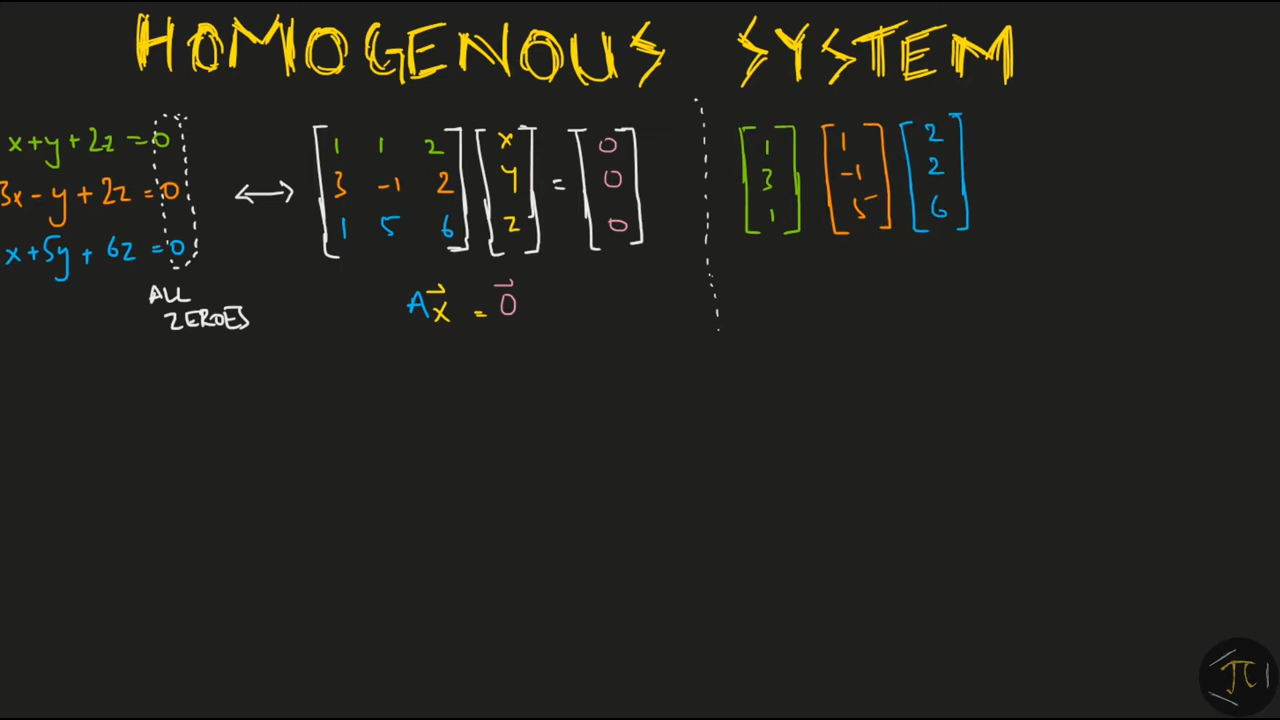 HOMOGENOUS SYSTEM
x+y+2z=0
3x-y+2z=0
x+5y+6z=0
ALL
ZEROES
↔
[1 1 2] [x] = [0]
[3 -1 2] [y] [0]
[1 5 6] [z] [0]
Ax⃗ = 0⃗
[1] [1] [2]
[3] [-1] [2]
[1] [5] [6]
π